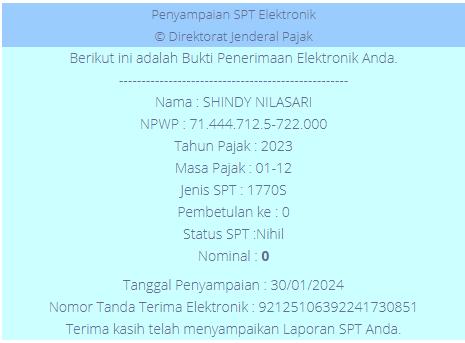 Penyampaian SPT Elektronik
© Direktorat Jenderal Pajak
Berikut ini adalah Bukti Penerimaan Elektronik Anda.
---------------------------------------------------
Nama : SHINDY NILASARI
NPWP : 71.444.712.5-722.000
Tahun Pajak : 2023
Masa Pajak : 01-12
Jenis SPT : 1770S
Pembetulan ke : 0
Status SPT :Nihil
Nominal : 0
Tanggal Penyampaian : 30/01/2024
Nomor Tanda Terima Elektronik : 92125106392241730851
Terima kasih telah menyampaikan Laporan SPT Anda.